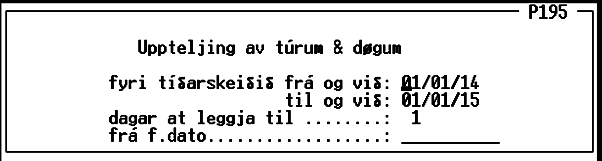 P195
Uppteljing av túrum & døgum
fyri tíðarskeiðið frá og við: 01/01/14
til og við: 01/01/15
dagar at leggja til ........: 1
frá f.dato..................: __________